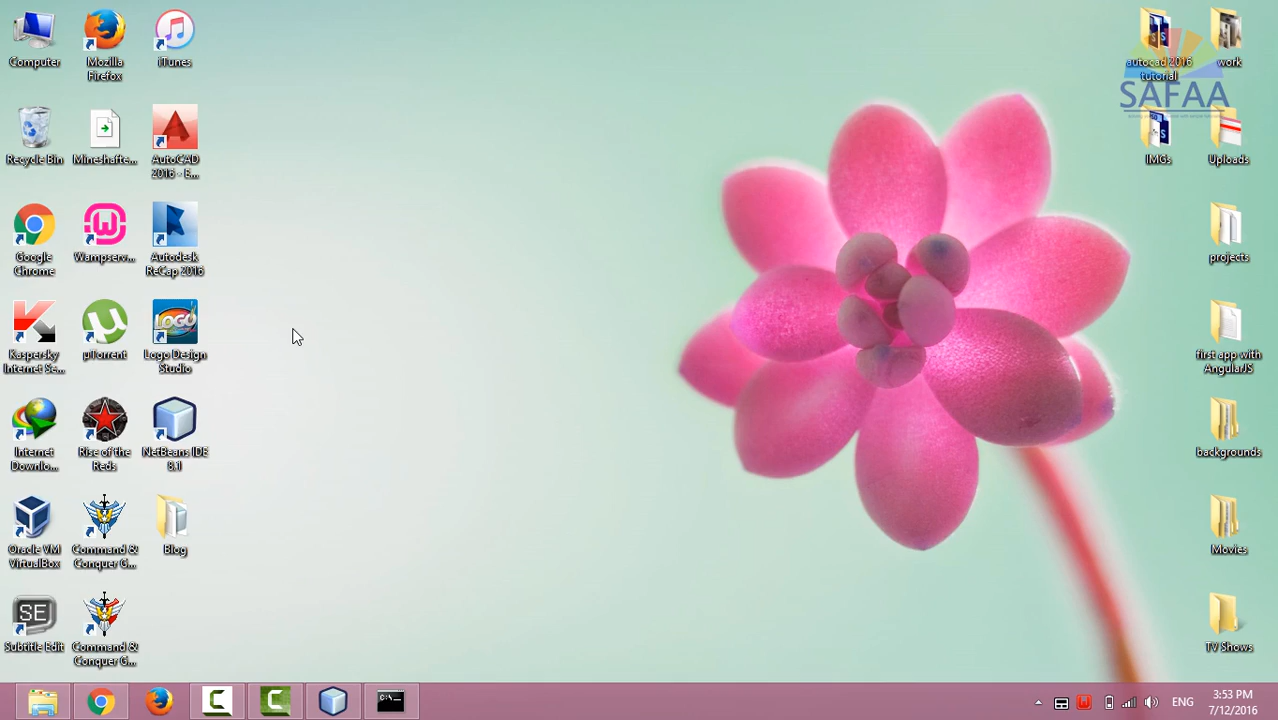 Computer
Mozilla
Firefox
iTunes
Recycle Bin
Mineshafte...
AutoCAD
2016 - E...
Google
Chrome
Wampserv...
Autodesk
ReCap 2016
Kaspersky
Internet Se...
µTorrent
LOGO
Logo Design
Studio
Internet
Downlo...
Rise of the
Reds
NetBeans IDE
8.1
Oracle VM
VirtualBox
Command &
Conquer G...
Blog
SE
Subtitle Edit
Command &
Conquer G...
autocad 2016
tutorial
work
SAFAA
IMGs
Uploads
projects
first app with
AngularJS
backgrounds
Movies
TV Shows
C:\
ENG
3:53 PM
7/12/2016